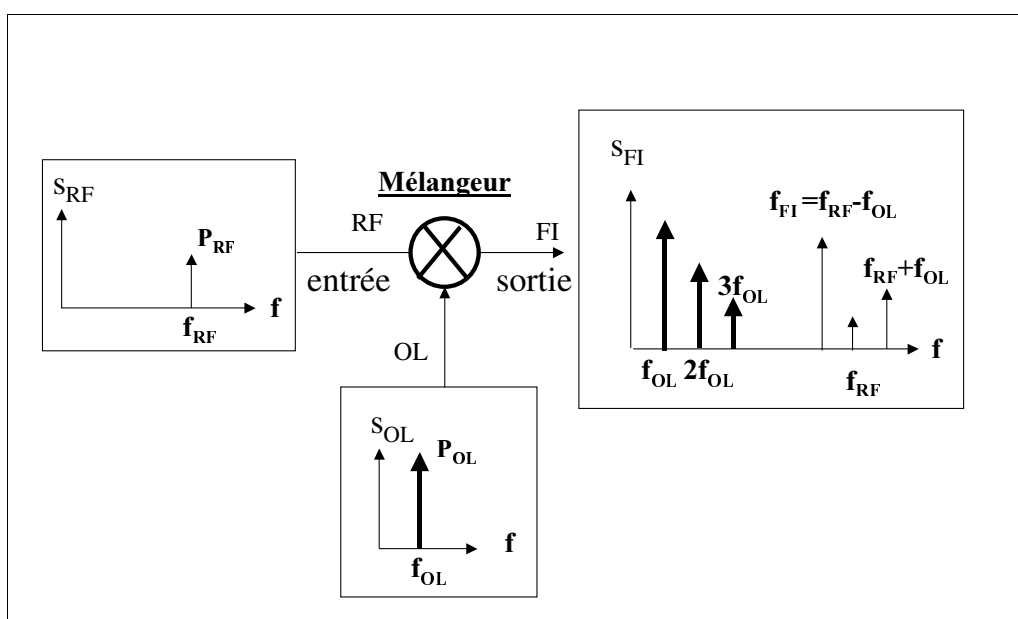 S_RF
P_RF
f
f_RF
Mélangeur
RF
entrée
FI
sortie
OL
S_OL
P_OL
f
f_OL
S_FI
f_FI =f_RF-f_OL
f_RF+f_OL
3f_OL
f
f_OL 2f_OL
f_RF